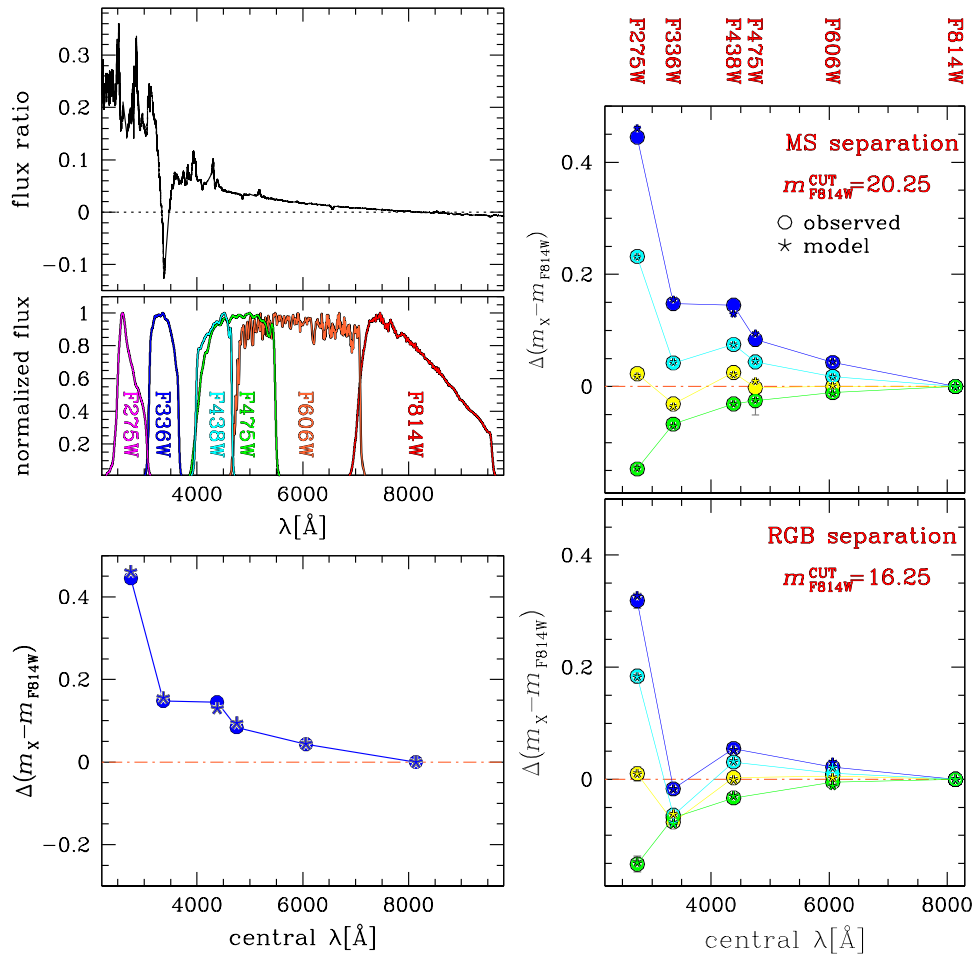 0.3
0.2
0.1
0
−0.1
flux ratio
1
0.8
0.6
0.4
0.2
normalized flux
F275W
F336W
F438W
F475W
F606W
F814W
4000
6000
8000
λ[Å]
0.4
0.2
0
−0.2
Δ(mX−mF814W)
4000
6000
8000
central λ[Å]
F275W
F336W
F438W
F475W
F606W
F814W
0.4
0.2
0
Δ(mX−mF814W)
MS separation
mCUTF814W=20.25
observed
model
0.4
0.2
0
Δ(mX−mF814W)
RGB separation
mCUTF814W=16.25
4000
6000
8000
central λ[Å]